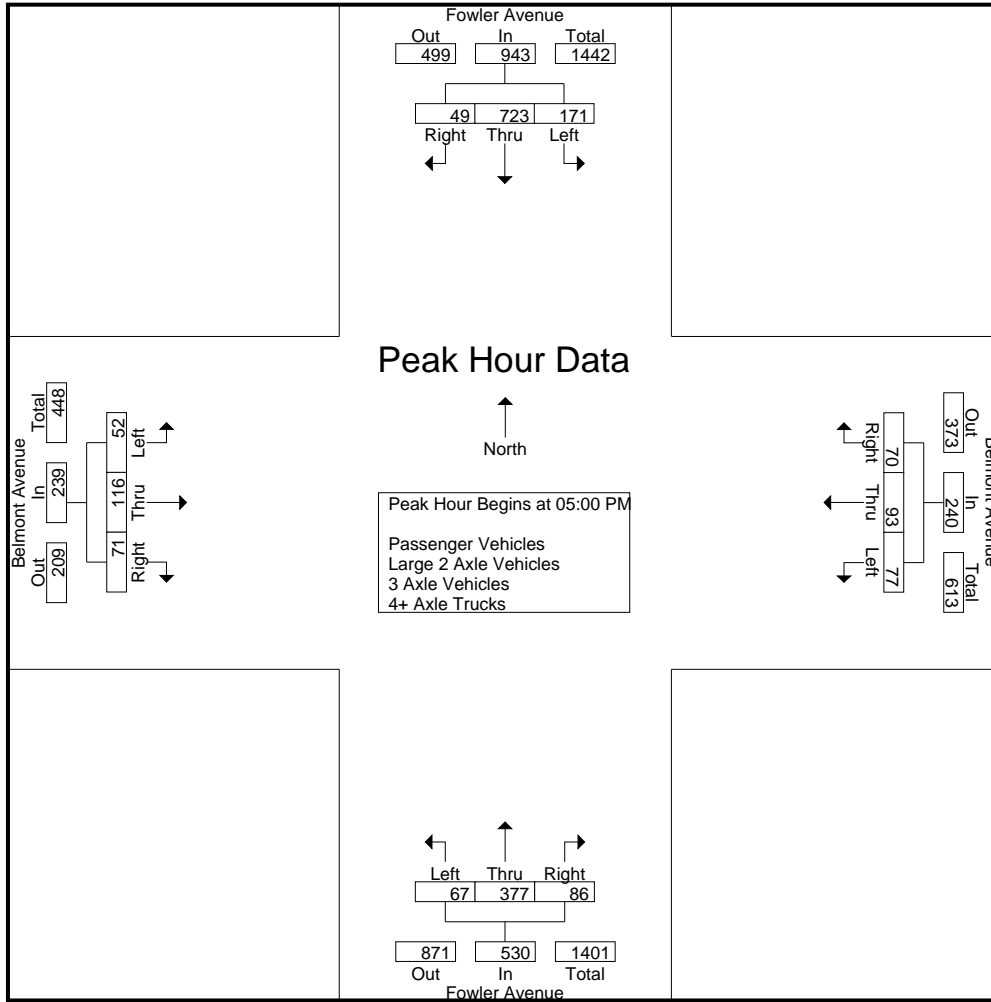 Fowler Avenue
Out In Total
499 943 1442
49 723 171
Right Thru Left
Peak Hour Data
North
Peak Hour Begins at 05:00 PM
Passenger Vehicles
Large 2 Axle Vehicles
3 Axle Vehicles
4+ Axle Trucks
Belmont Avenue
Out In Total
209 239 448
71 116 52
Right Thru Left
Belmont Avenue
Out In Total
373 240 613
70 93 77
Right Thru Left
Left Thru Right
67 377 86
871 530 1401
Out In Total
Fowler Avenue